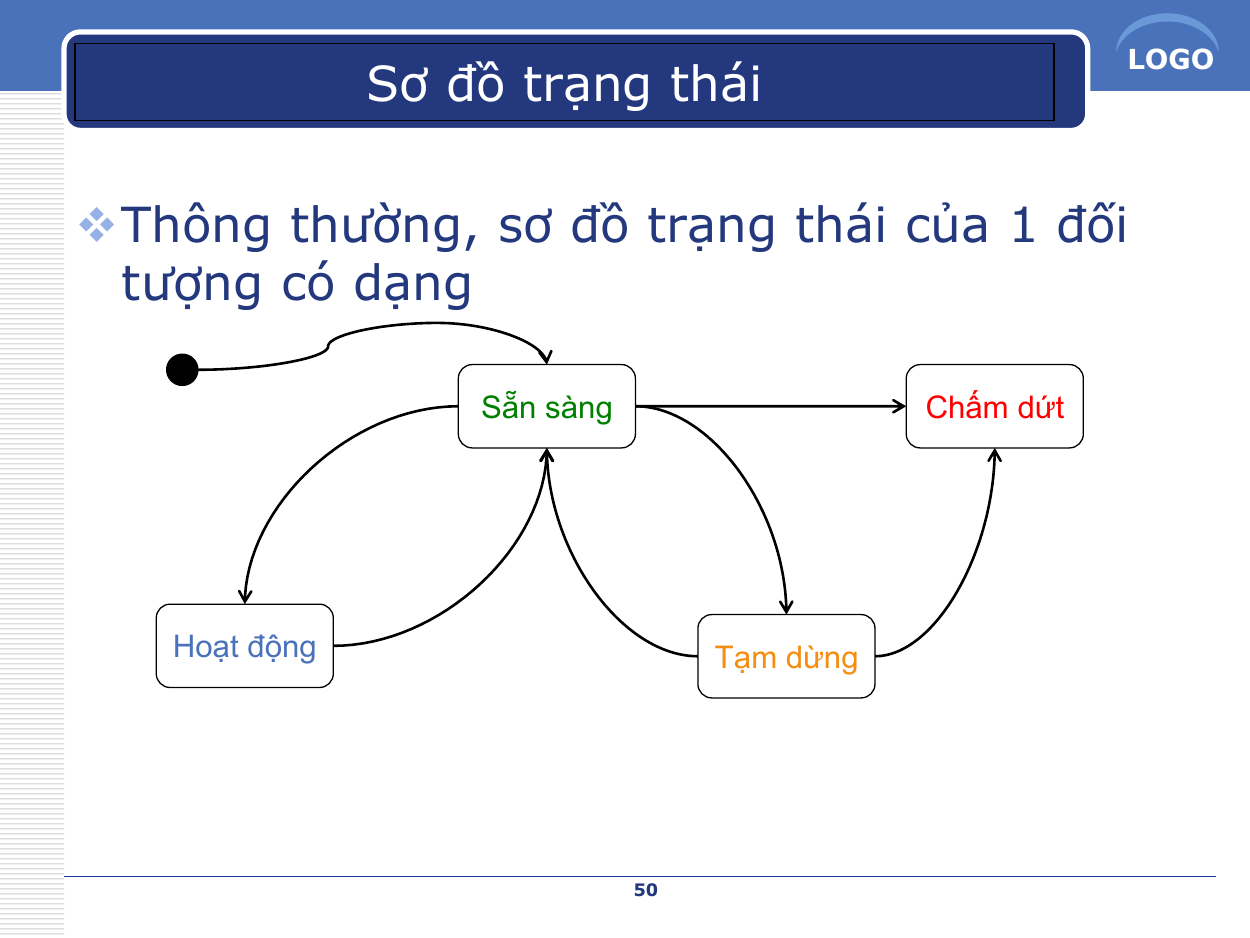 LOGO
Sơ đồ trạng thái
Thông thường, sơ đồ trạng thái của 1 đối
tượng có dạng
Sẵn sàng
Chấm dứt
Hoạt động
Tạm dừng
50